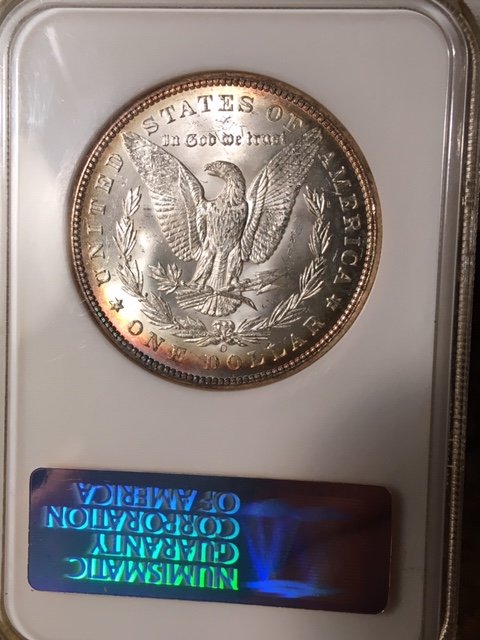 UNITED STATES OF AMERICA
In God we trust
ONE DOLLAR
O
NUMISMATIC
GUARANTY
CORPORATION
OF AMERICA